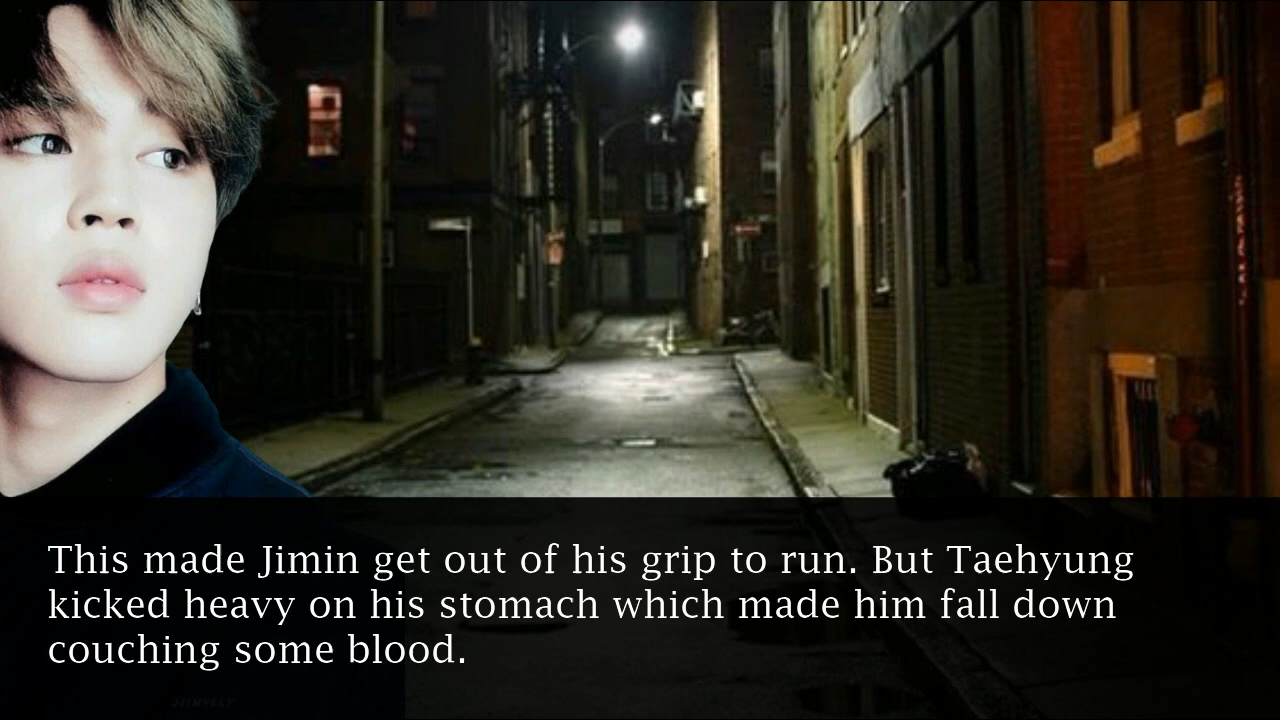 This made Jimin get out of his grip to run. But Taehyung
kicked heavy on his stomach which made him fall down
couching some blood.